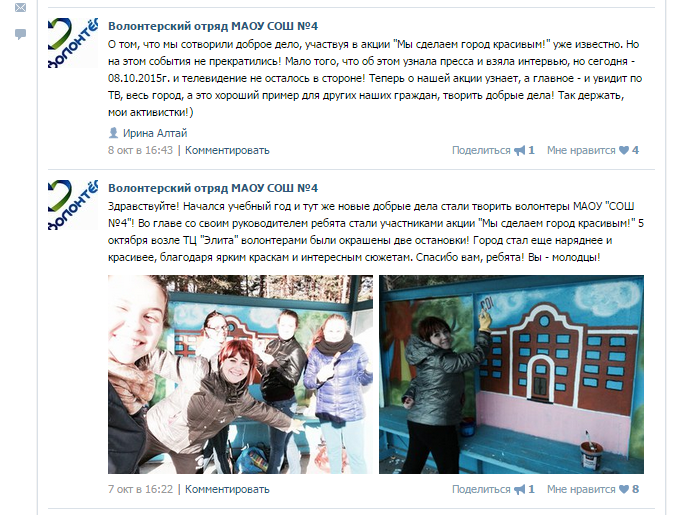 Волонтерский отряд МАОУ СОШ №4
О том, что мы сотворили доброе дело, участвуя в акции "Мы сделаем город красивым!" уже известно. Но
на этом события не прекратились! Мало того, что об этом узнала пресса и взяла интервью, но сегодня -
08.10.2015г. и телевидение не осталось в стороне! Теперь о нашей акции узнает, а главное - и увидит по
ТВ, весь город, а это хороший пример для других наших граждан, творить добрые дела! Так держать,
мои активистки!)
Ирина Алтай
8 окт в 16:43 | Комментировать Поделиться 1 Мне нравится 4
Волонтерский отряд МАОУ СОШ №4
Здравствуйте! Начался учебный год и тут же новые добрые дела стали творить волонтеры МАОУ "СОШ
№4"! Во главе со своим руководителем ребята стали участниками акции "Мы сделаем город красивым!" 5
октября возле ТЦ "Элита" волонтерами были окрашены две остановки! Город стал еще наряднее и
красивее, благодаря ярким краскам и интересным сюжетам. Спасибо вам, ребята! Вы - молодцы!
7 окт в 16:22 | Комментировать Поделиться 1 Мне нравится 8